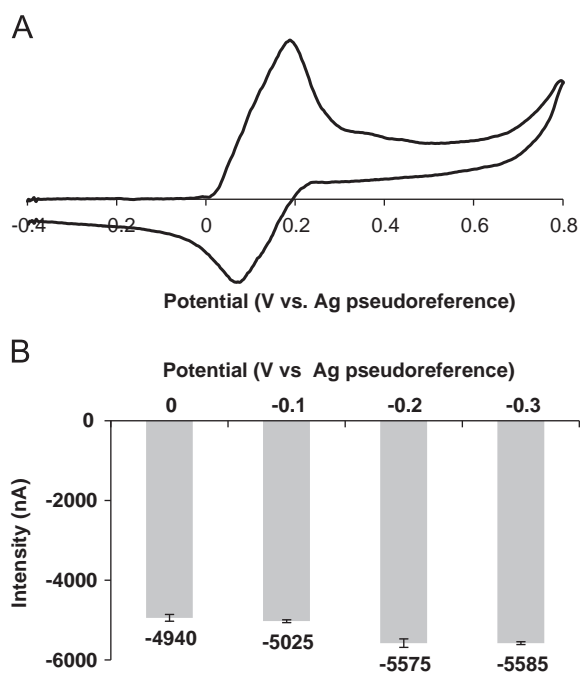 A
-0.4 -0.2 0 0.2 0.4 0.6 0.8
Potential (V vs. Ag pseudoreference)
B
Potential (V vs Ag pseudoreference)
0 -0.1 -0.2 -0.3
0
-2000
-4000
-6000
Intensity (nA)
-4940
-5025
-5575
-5585